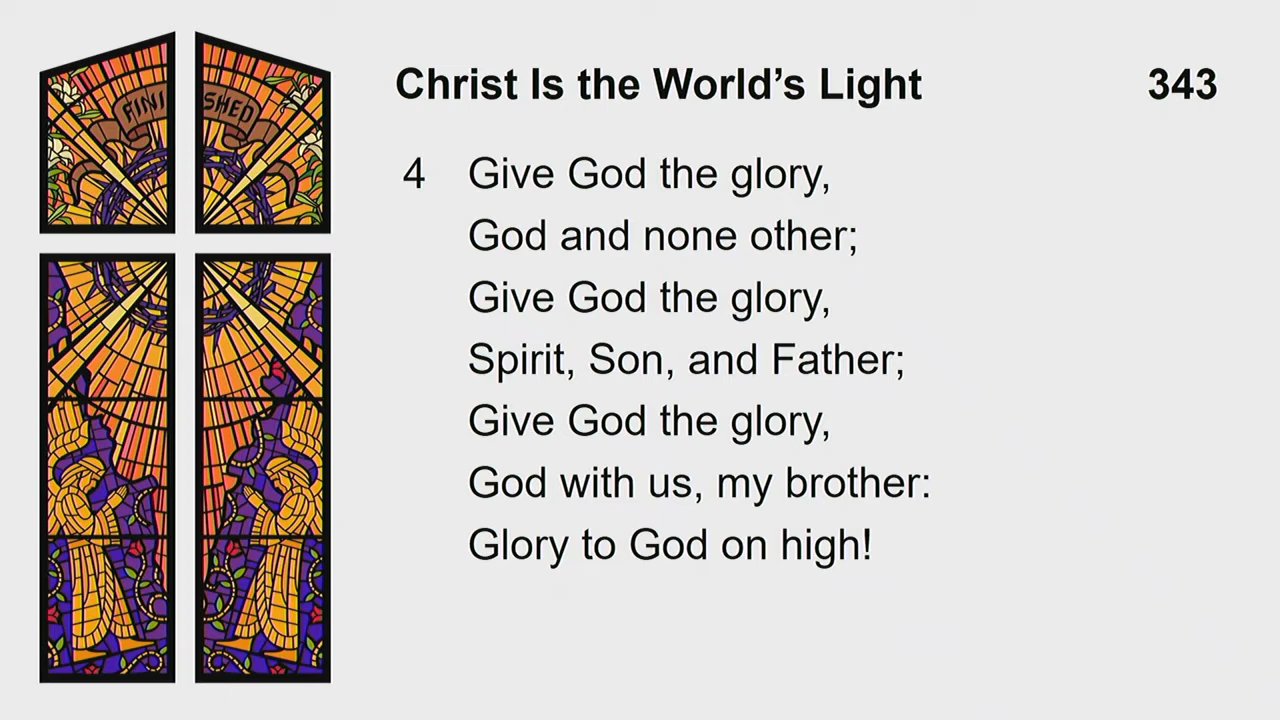 FINI SHED
Christ Is the World’s Light 343
4 Give God the glory,
God and none other;
Give God the glory,
Spirit, Son, and Father;
Give God the glory,
God with us, my brother:
Glory to God on high!